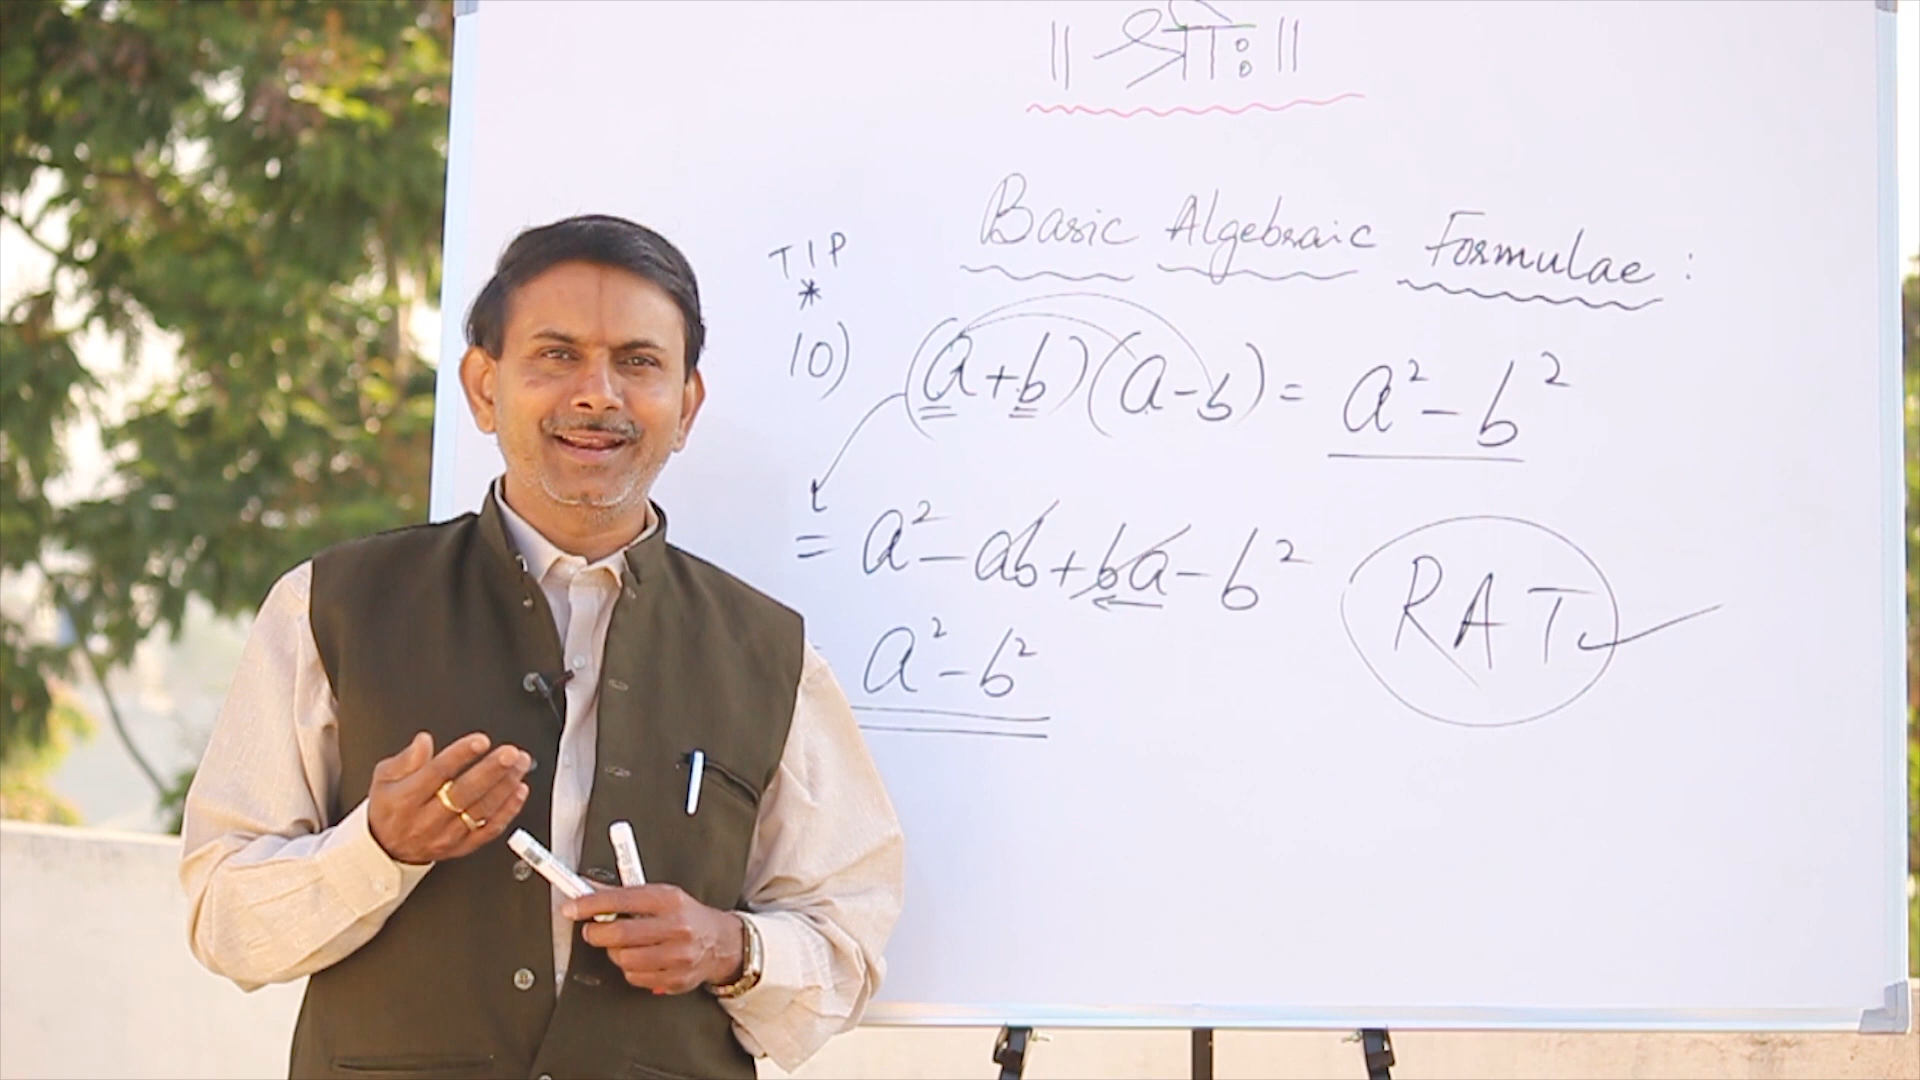 || श्रीः ||
Basic Algebraic Formulae :
TIP
*
10) (a+b)(a-b) = a² - b²
= a² - ab + ba - b²
a² - b²
RAT